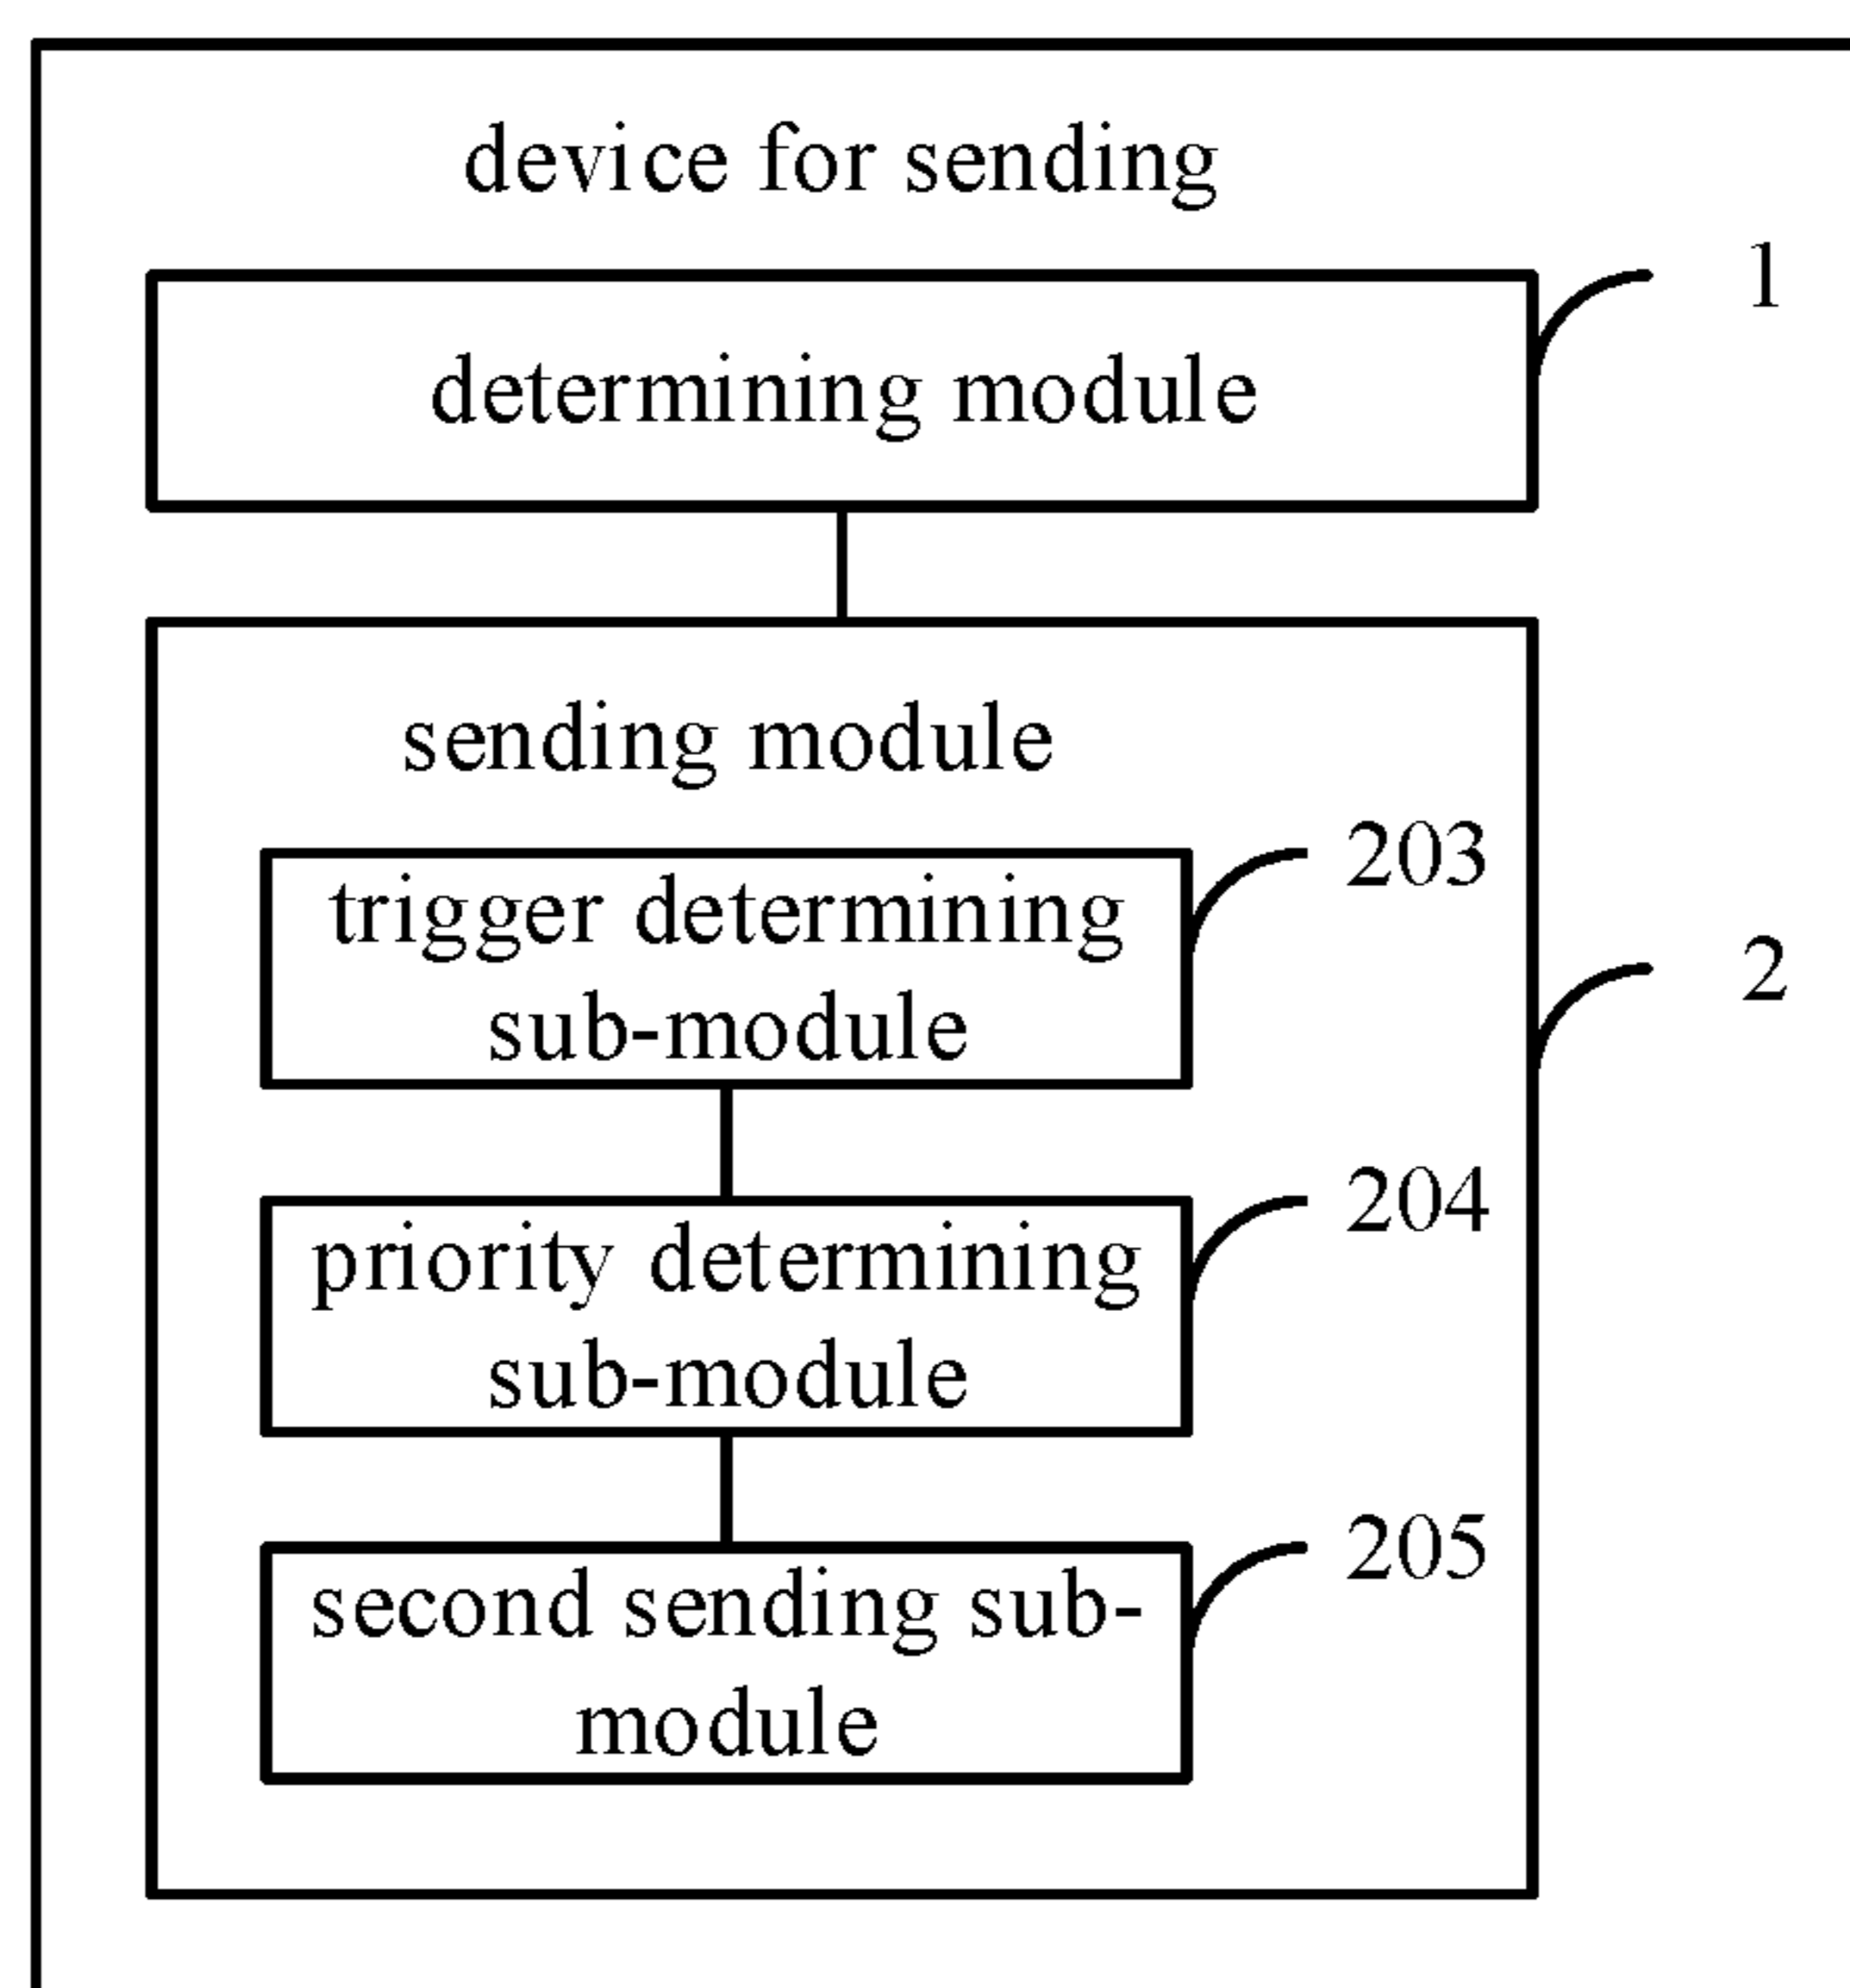 device for sending
1
determining module
sending module
203
trigger determining
sub-module
2
204
priority determining
sub-module
205
second sending sub-
module